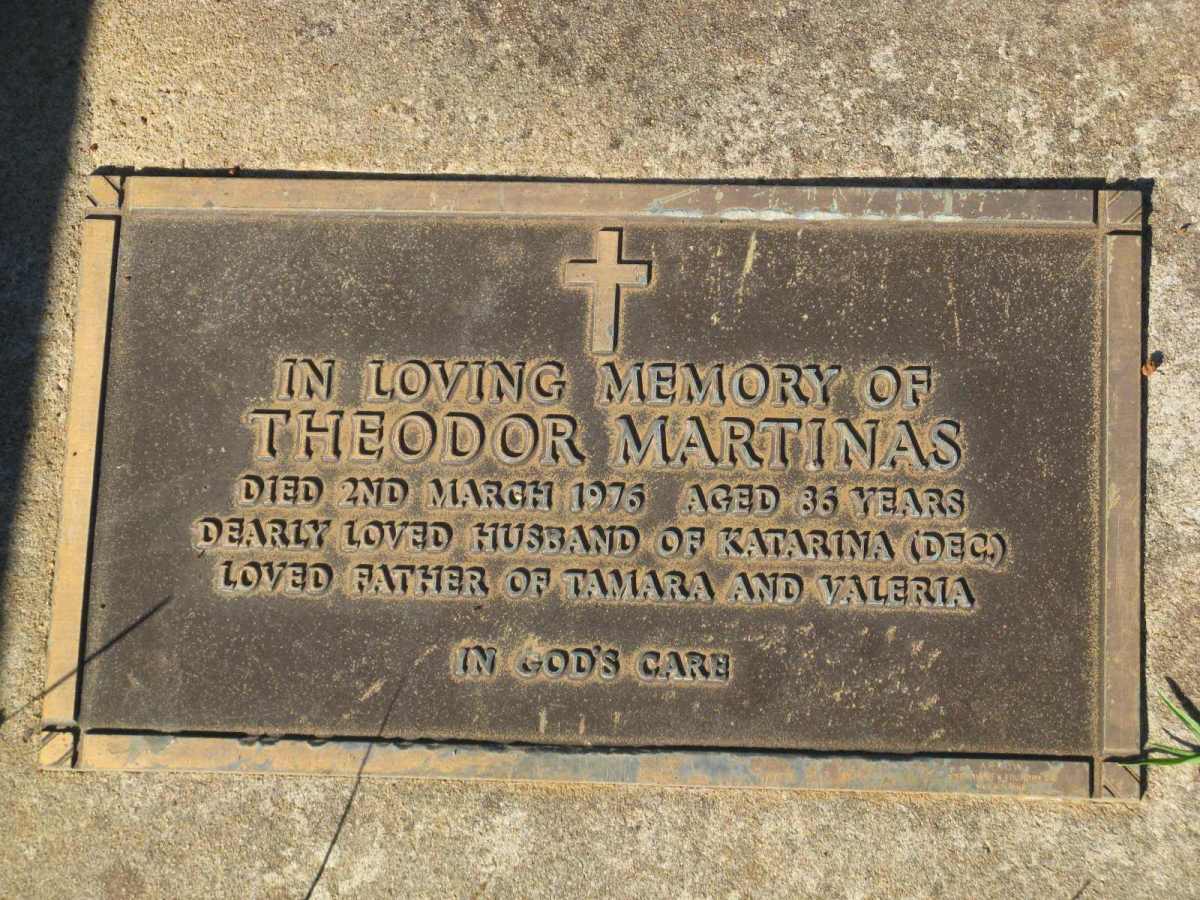 IN LOVING MEMORY OF
THEODOR MARTINAS
DIED 2ND MARCH 1976 AGED 86 YEARS
DEARLY LOVED HUSBAND OF KATARINA (DEC.)
LOVED FATHER OF TAMARA AND VALERIA
IN GOD'S CARE